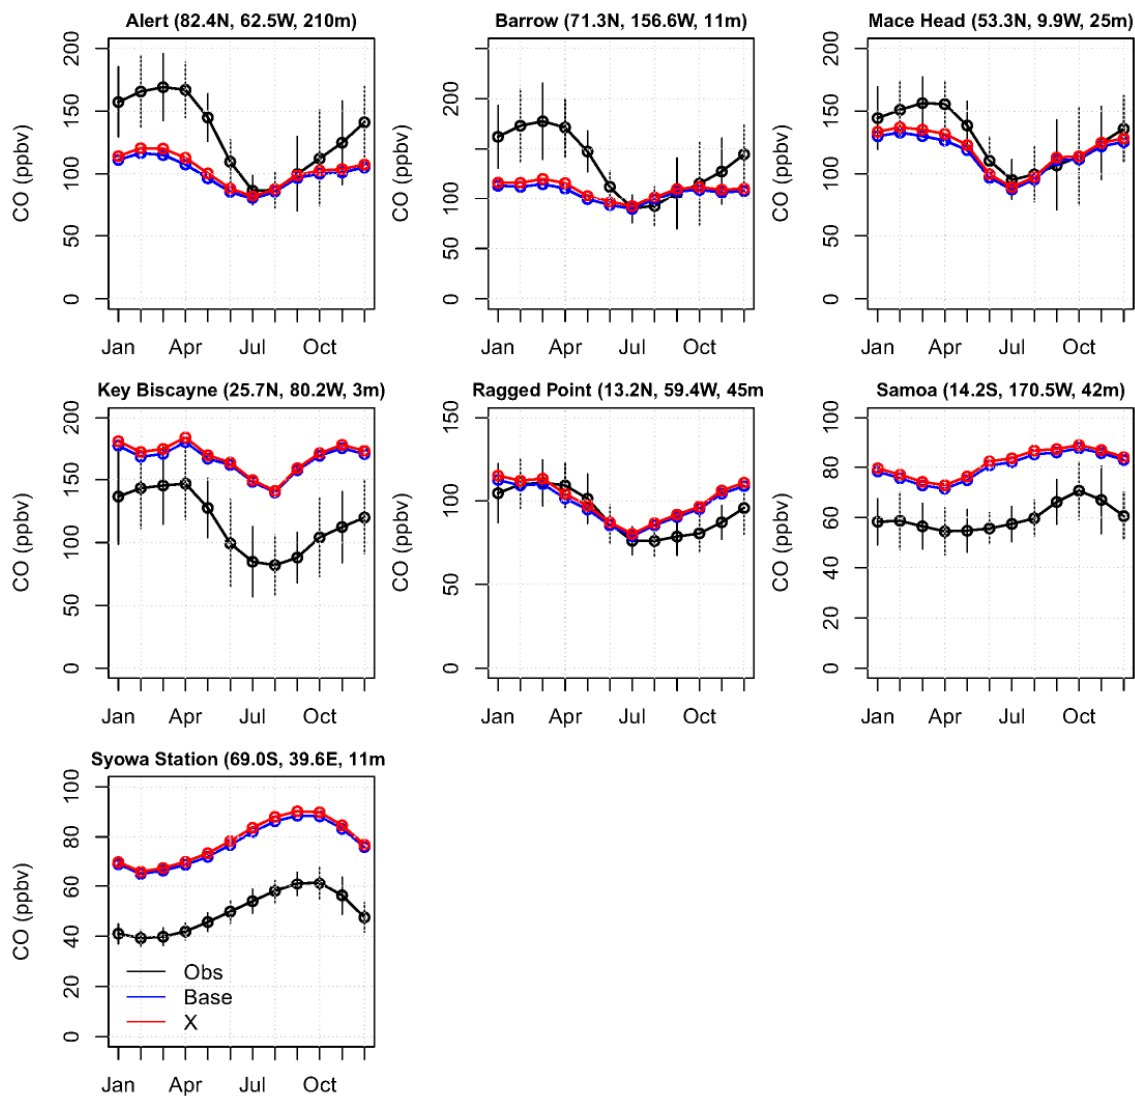 Alert (82.4N, 62.5W, 210m)
CO (ppbv)
200
150
100
50
0
Jan Apr Jul Oct
Barrow (71.3N, 156.6W, 11m)
CO (ppbv)
200
100
50
0
Jan Apr Jul Oct
Mace Head (53.3N, 9.9W, 25m)
CO (ppbv)
200
150
100
50
0
Jan Apr Jul Oct
Key Biscayne (25.7N, 80.2W, 3m)
CO (ppbv)
200
150
100
50
0
Jan Apr Jul Oct
Ragged Point (13.2N, 59.4W, 45m
CO (ppbv)
150
100
50
0
Jan Apr Jul Oct
Samoa (14.2S, 170.5W, 42m)
CO (ppbv)
100
80
60
40
20
0
Jan Apr Jul Oct
Syowa Station (69.0S, 39.6E, 11m
CO (ppbv)
100
80
60
40
20
0
Obs
Base
X
Jan Apr Jul Oct